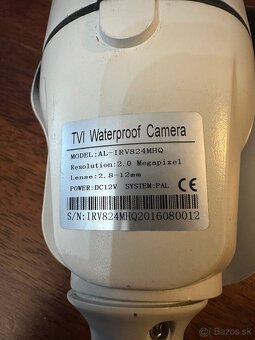 TVI Waterproof Camera
MODEL:AL-IRV824MHQ
Resolution:2.0 Megapixel
Lense:2.8-12mm
POWER:DC12V SYSTEM:PAL CE
S/N:IRV824MHQ2016080012
Bazos.sk